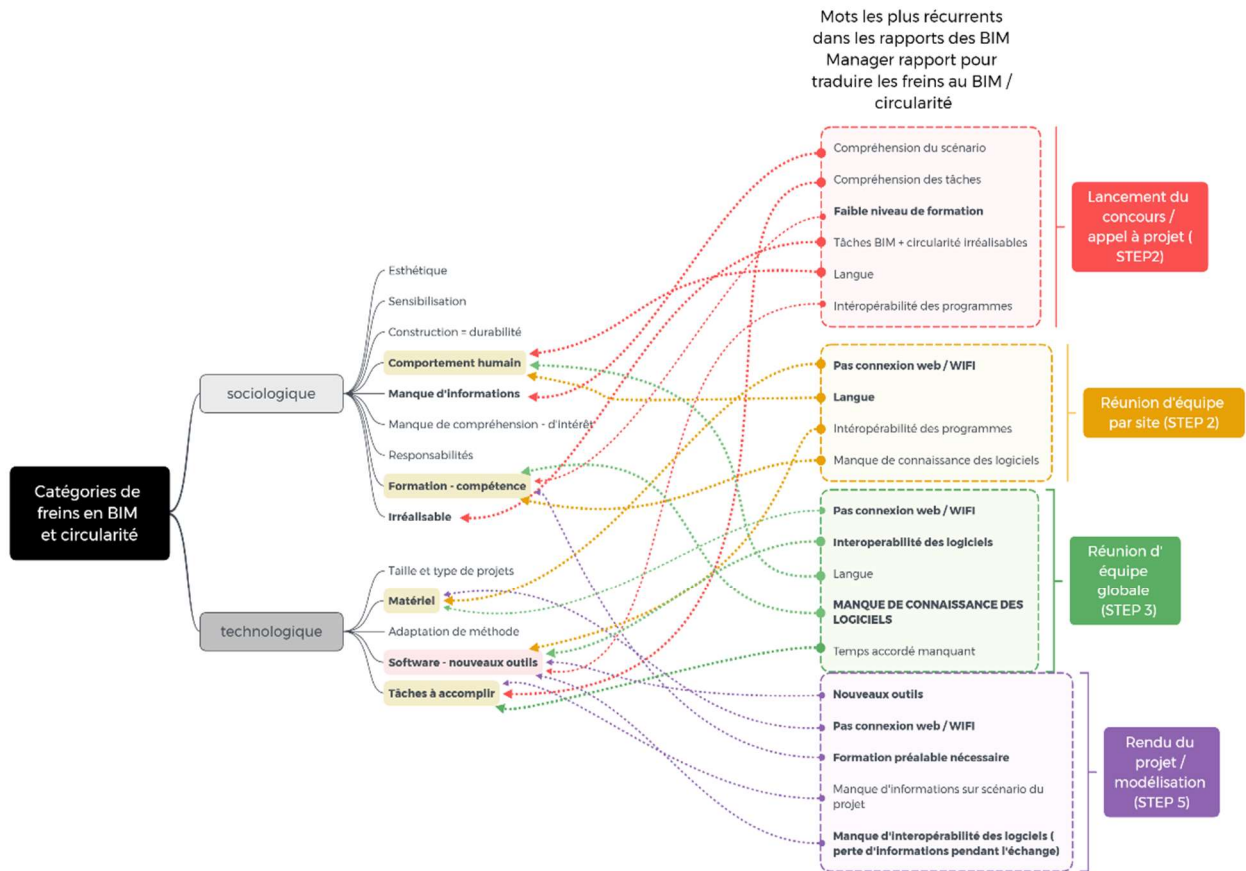 Mots les plus récurrents
dans les rapports des BIM
Manager rapport pour
traduire les freins au BIM /
circularité
Catégories de
freins en BIM
et circularité
sociologique
Esthétique
Sensibilisation
Construction = durabilité
Comportement humain
Manque d'informations
Manque de compréhension - d'intérêt
Responsabilités
Formation - compétence
Irréalisable
technologique
Taille et type de projets
Matériel
Adaptation de méthode
Software - nouveaux outils
Tâches à accomplir
Compréhension du scénario
Compréhension des tâches
Faible niveau de formation
Tâches BIM + circularité irréalisables
Langue
Intéropérabilité des programmes
Lancement du
concours /
appel à projet (
STEP2)
Pas connexion web / WIFI
Langue
Intéropérabilité des programmes
Manque de connaissance des logiciels
Réunion d'équipe
par site (STEP 2)
Pas connexion web / WIFI
Interoperabilité des logiciels
Langue
MANQUE DE CONNAISSANCE DES
LOGICIELS
Temps accordé manquant
Réunion d'
équipe
globale
(STEP 3)
Nouveaux outils
Pas connexion web / WIFI
Formation préalable nécessaire
Manque d'informations sur scénario du
projet
Manque d'interopérabilité des logciels (
perte d'informations pendant l'échange)
Rendu du
projet /
modélisation
(STEP 5)